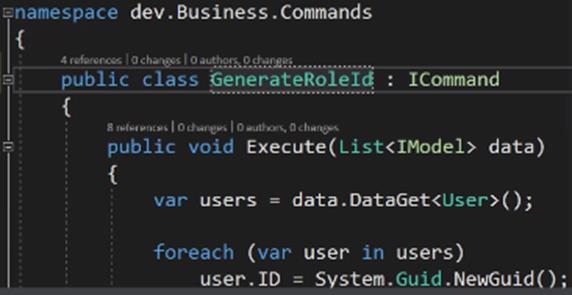 namespace dev.Business.Commands
{
4 references | 0 changes | 0 authors, 0 changes
public class GenerateRoleId : ICommand
{
8 references | 0 changes | 0 authors, 0 changes
public void Execute(List<IModel> data)
{
var users = data.DataGet<User>();
foreach (var user in users)
user.ID = System.Guid.NewGuid();